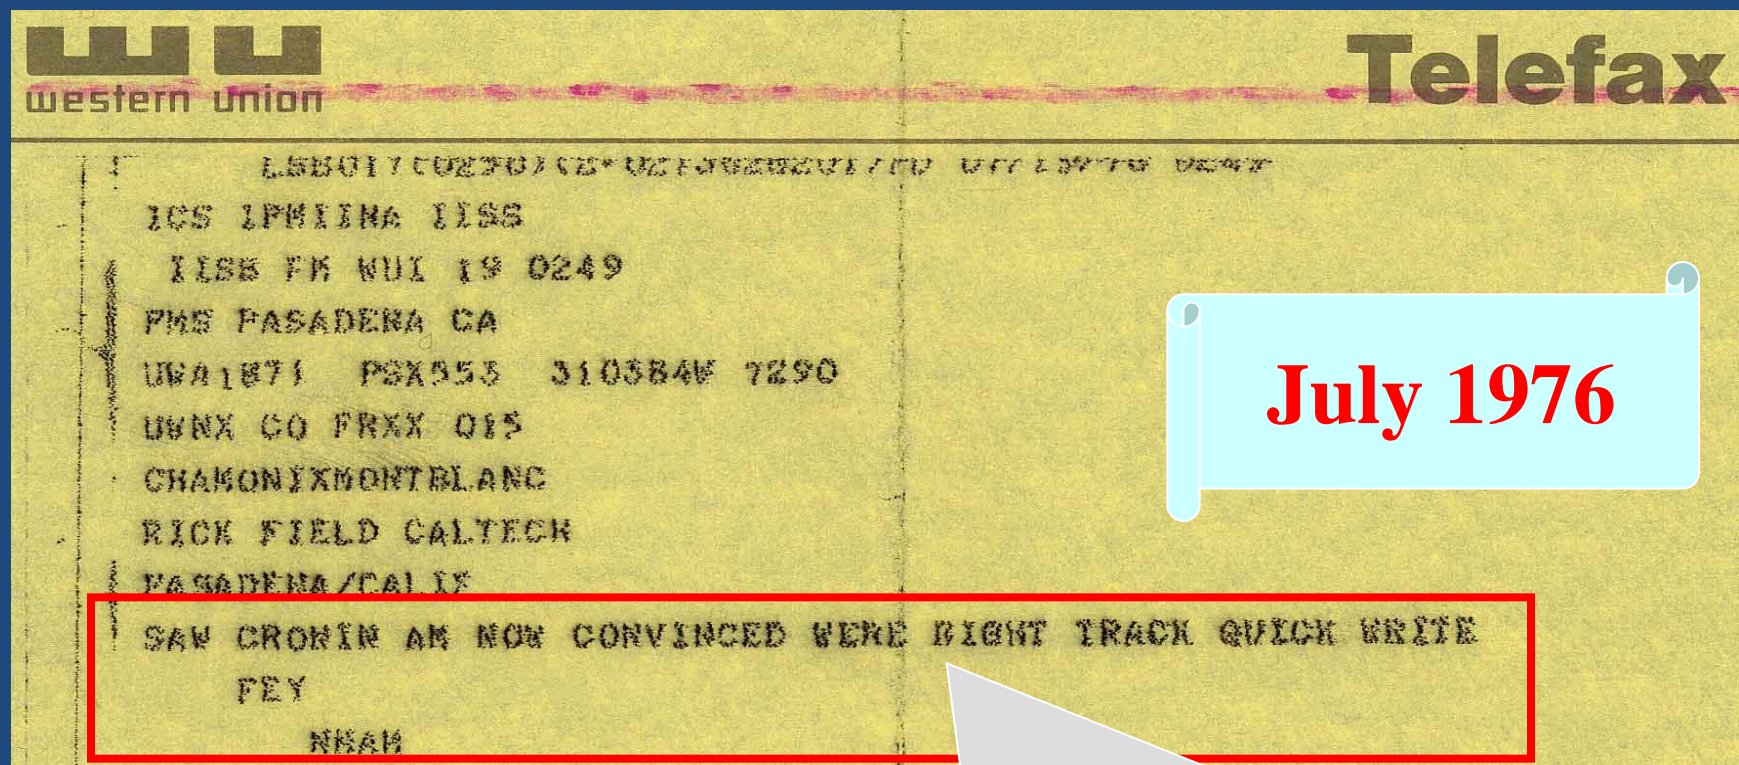 western union
Telefax
ICS IPMIINA IISS
IISS FM WUI 19 0249
PMS PASADENA CA
UWA1871 PSX553 310384W 7290
UWNX CO FRXX 015
CHAMONIXMONTBLANC
RICK FIELD CALTECH
PASADENA/CALIF
July 1976
SAW CRONIN AM NOW CONVINCED WERE RIGHT TRACK QUICK WRITE
FEY
NMAN